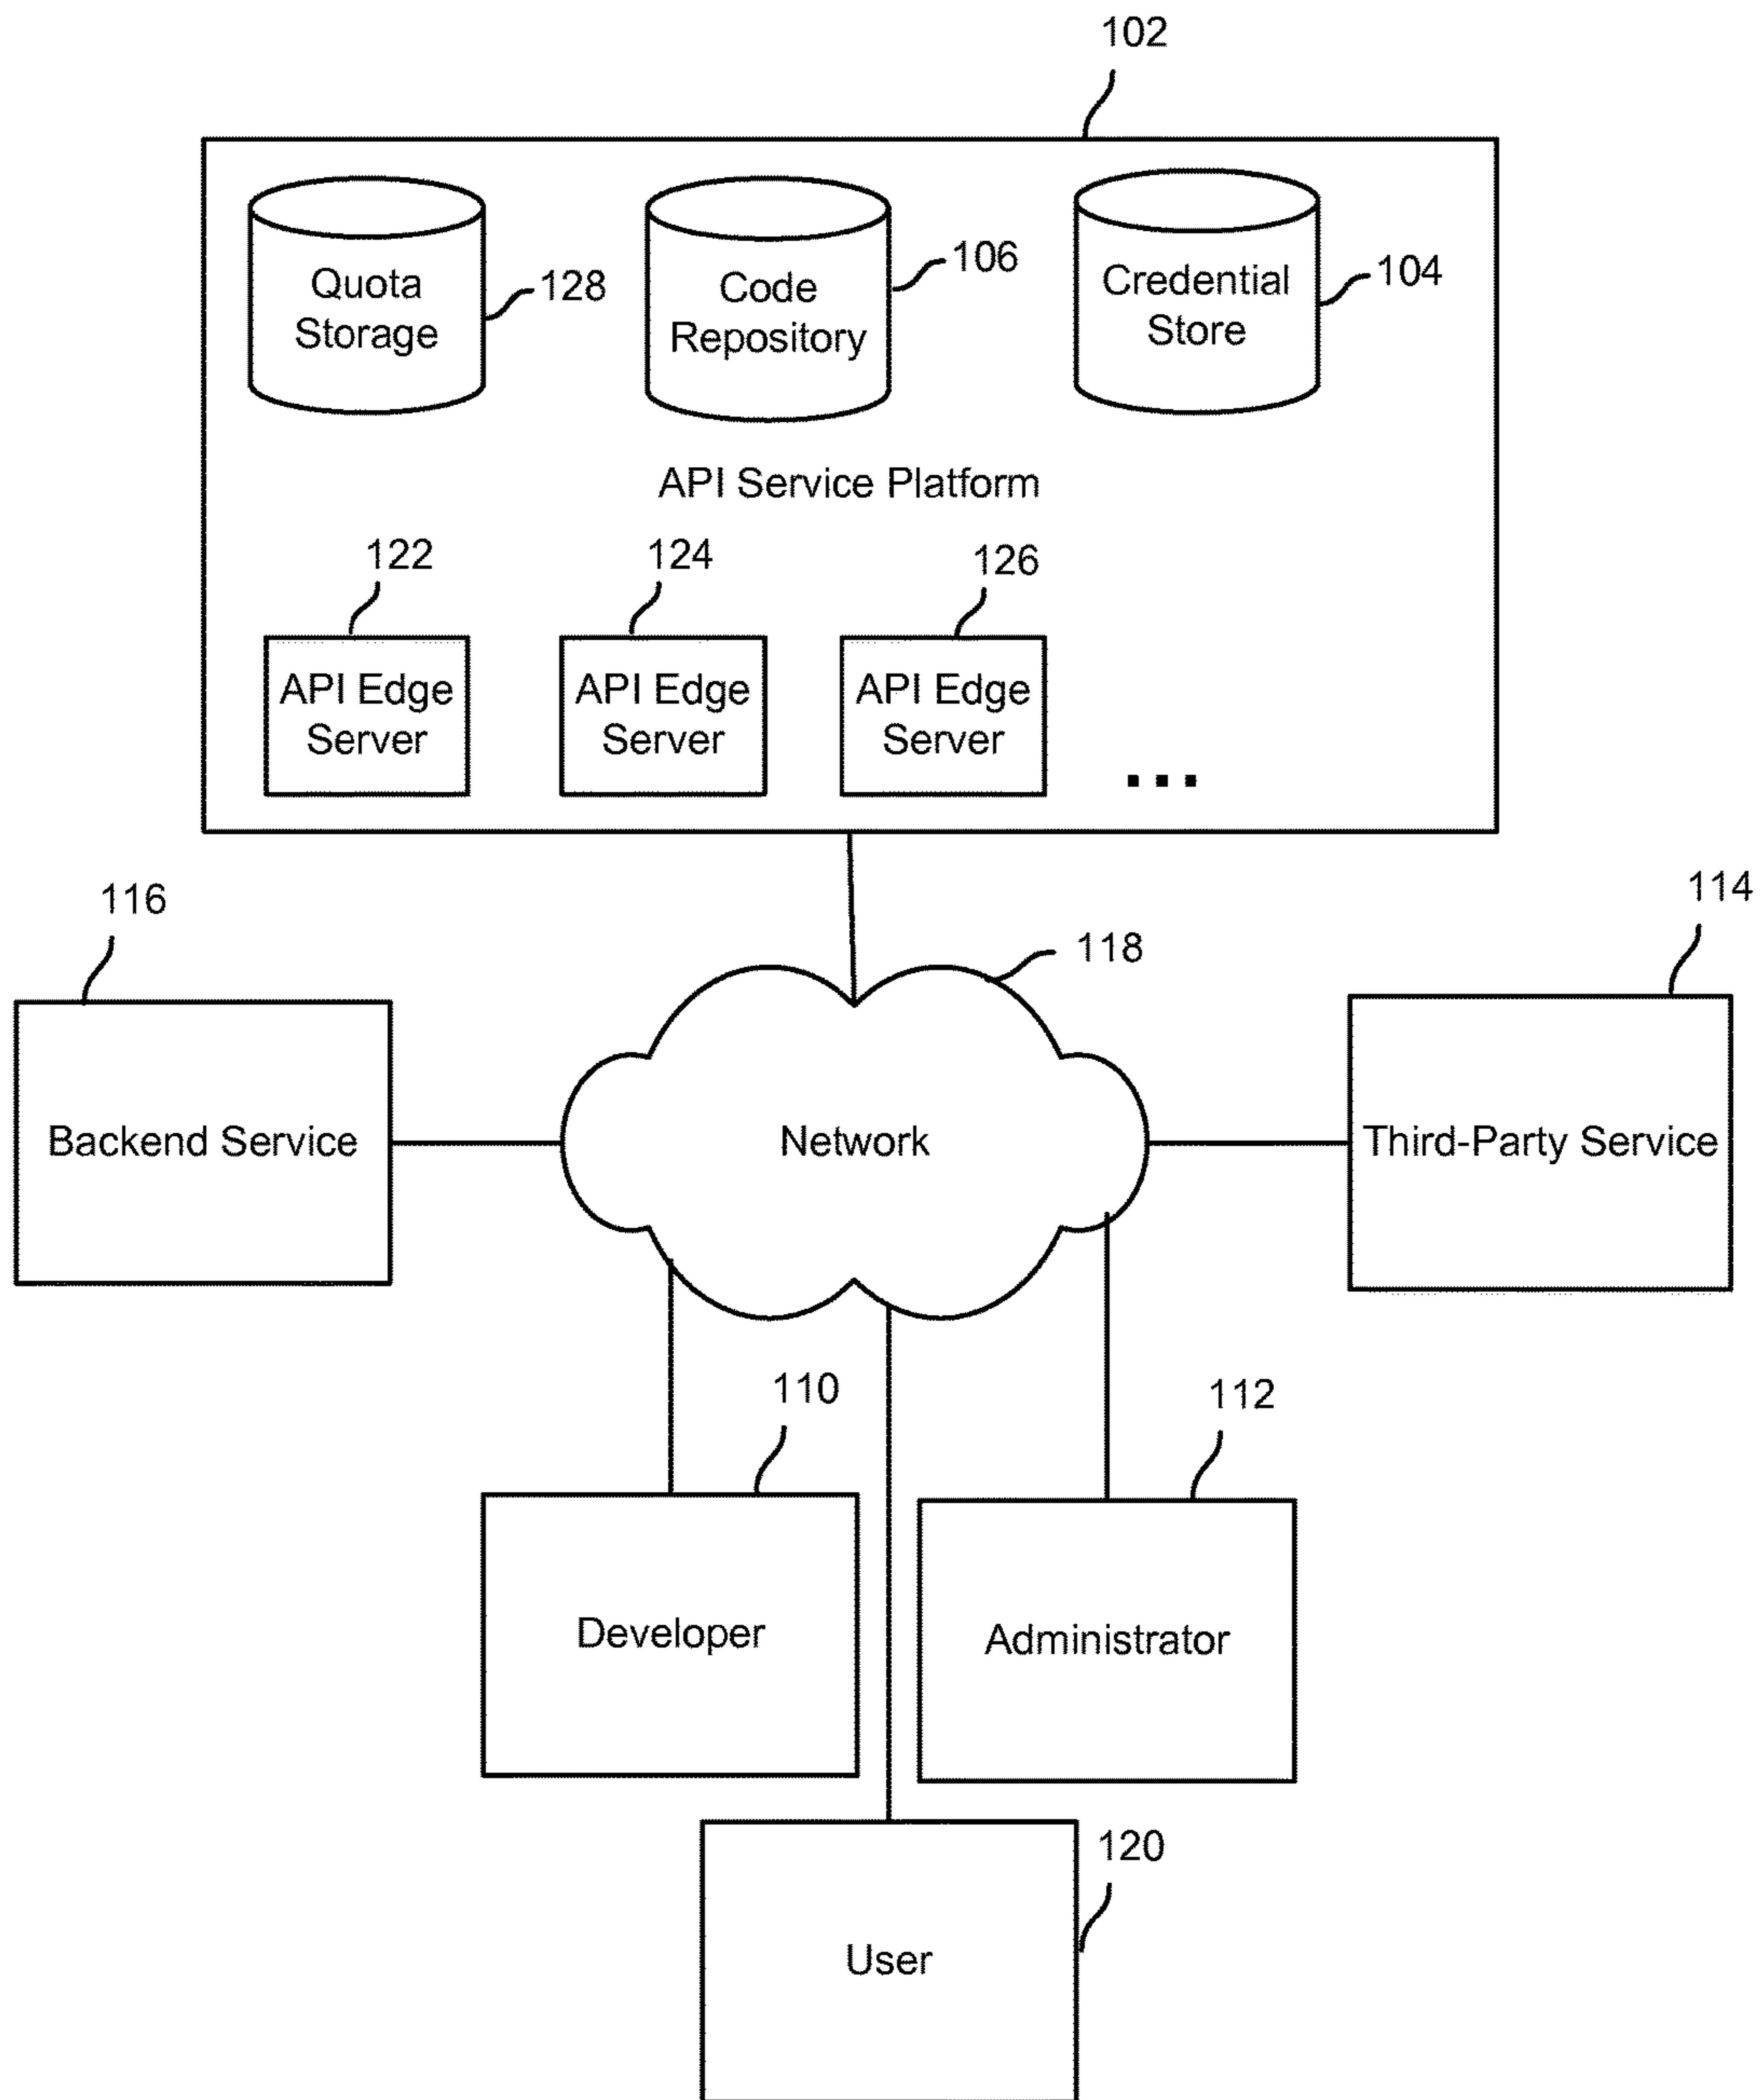 102
Quota
Storage
128
Code
Repository
106
Credential
Store
104
API Service Platform
122
124
126
API Edge
Server
API Edge
Server
API Edge
Server
...
116
118
114
Backend Service
Network
Third-Party Service
110
112
Developer
Administrator
120
User